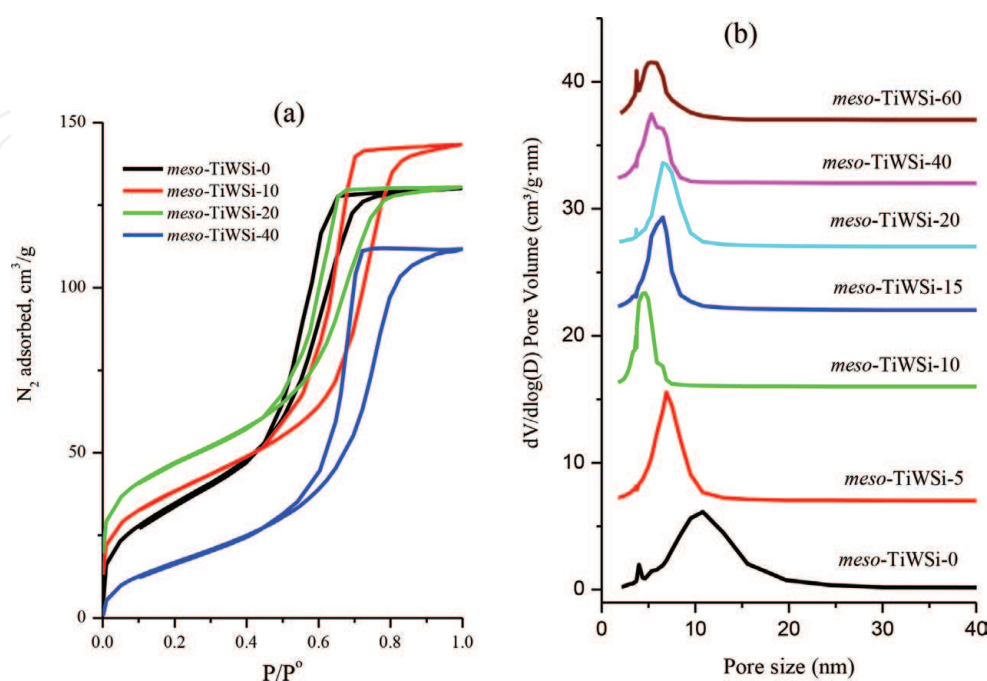 (a)
150
100
50
0
N₂ adsorbed, cm³/g
meso-TiWSi-0
meso-TiWSi-10
meso-TiWSi-20
meso-TiWSi-40
0.0 0.2 0.4 0.6 0.8 1.0
P/Pº
(b)
40
30
20
10
0
dV/dlog(D) Pore Volume (cm³/g·nm)
meso-TiWSi-60
meso-TiWSi-40
meso-TiWSi-20
meso-TiWSi-15
meso-TiWSi-10
meso-TiWSi-5
meso-TiWSi-0
0 10 20 30 40
Pore size (nm)